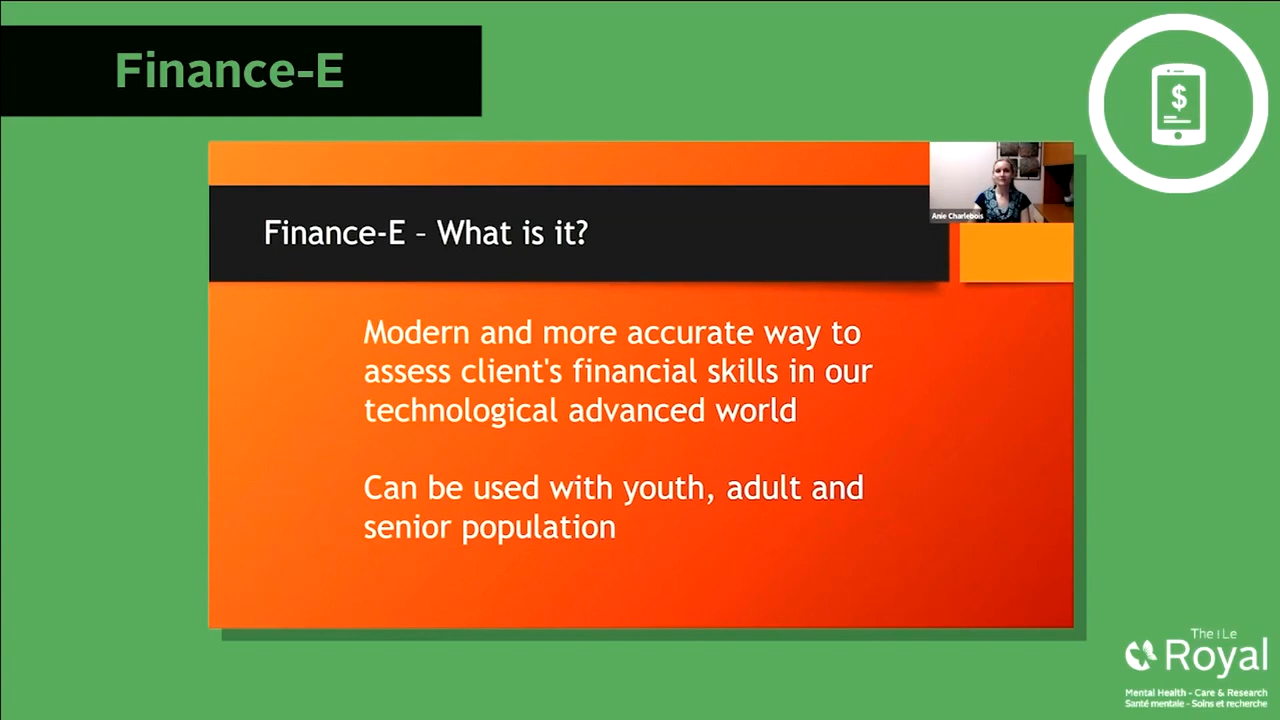 Finance-E
$
Anie Charlebois
Finance-E – What is it?
Modern and more accurate way to
assess client's financial skills in our
technological advanced world
Can be used with youth, adult and
senior population
The | Le
Royal
Mental Health - Care & Research
Santé mentale - Soins et recherche